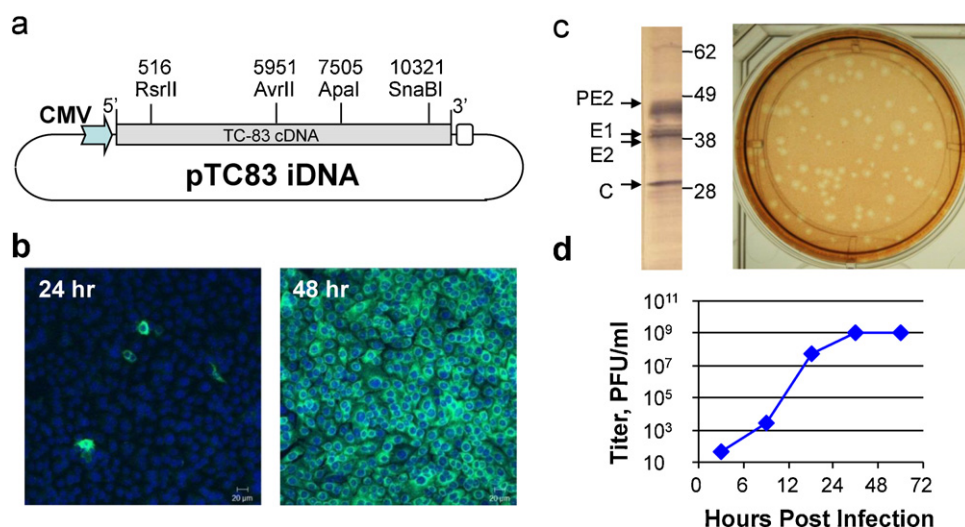 a
516
RsrII
5951
AvrII
7505
ApaI
10321
SnaBI
CMV
5'
3'
TC-83 cDNA
pTC83 iDNA
b
24 hr
20 µm
48 hr
20 µm
c
PE2
E1
E2
C
62
49
38
28
d
Titer, PFU/ml
10¹¹
10⁹
10⁷
10⁵
10³
10
0 6 12 24 48 72
Hours Post Infection